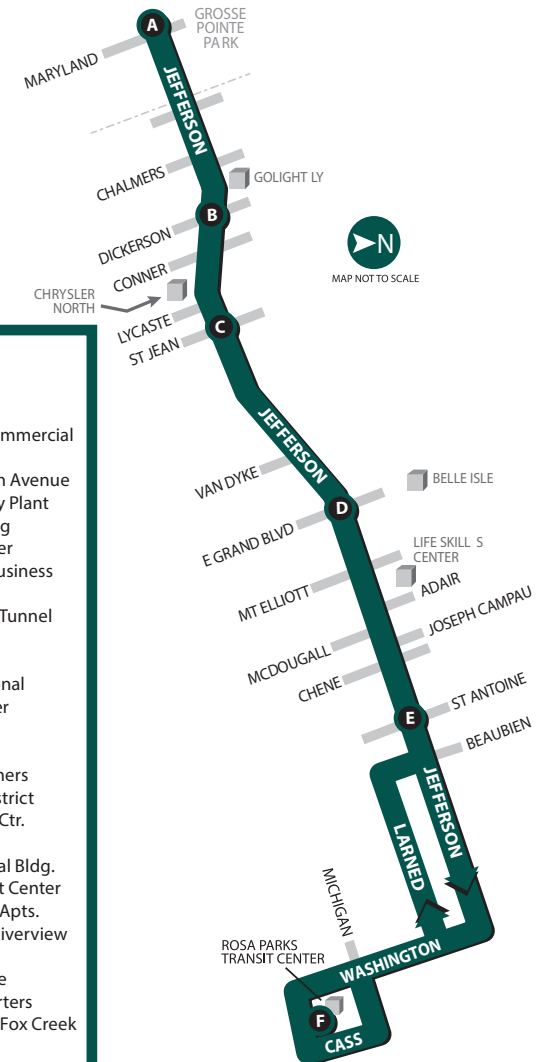 GROSSE
POINTE
PARK
A
MARYLAND
JEFFERSON
CHALMERS
GOLIGHT LY
B
DICKERSON
CONNER
N
MAP NOT TO SCALE
CHRYSLER
NORTH
LYCASTE
C
ST JEAN
JEFFERSON
VAN DYKE
BELLE ISLE
D
E GRAND BLVD
LIFE SKILL S
CENTER
MT ELLIOTT
ADAIR
JOSEPH CAMPAU
MCDOUGALL
CHENE
ST ANTOINE
E
BEAUBIEN
JEFFERSON
LARNED
MICHIGAN
WASHINGTON
ROSA PARKS
TRANSIT CENTER
F
CASS
Avenue
y Plant
g
er
usiness
Tunnel
onal
er
ners
strict
Ctr.
al Bldg.
t Center
Apts.
iverview
e
rters
Fox Creek